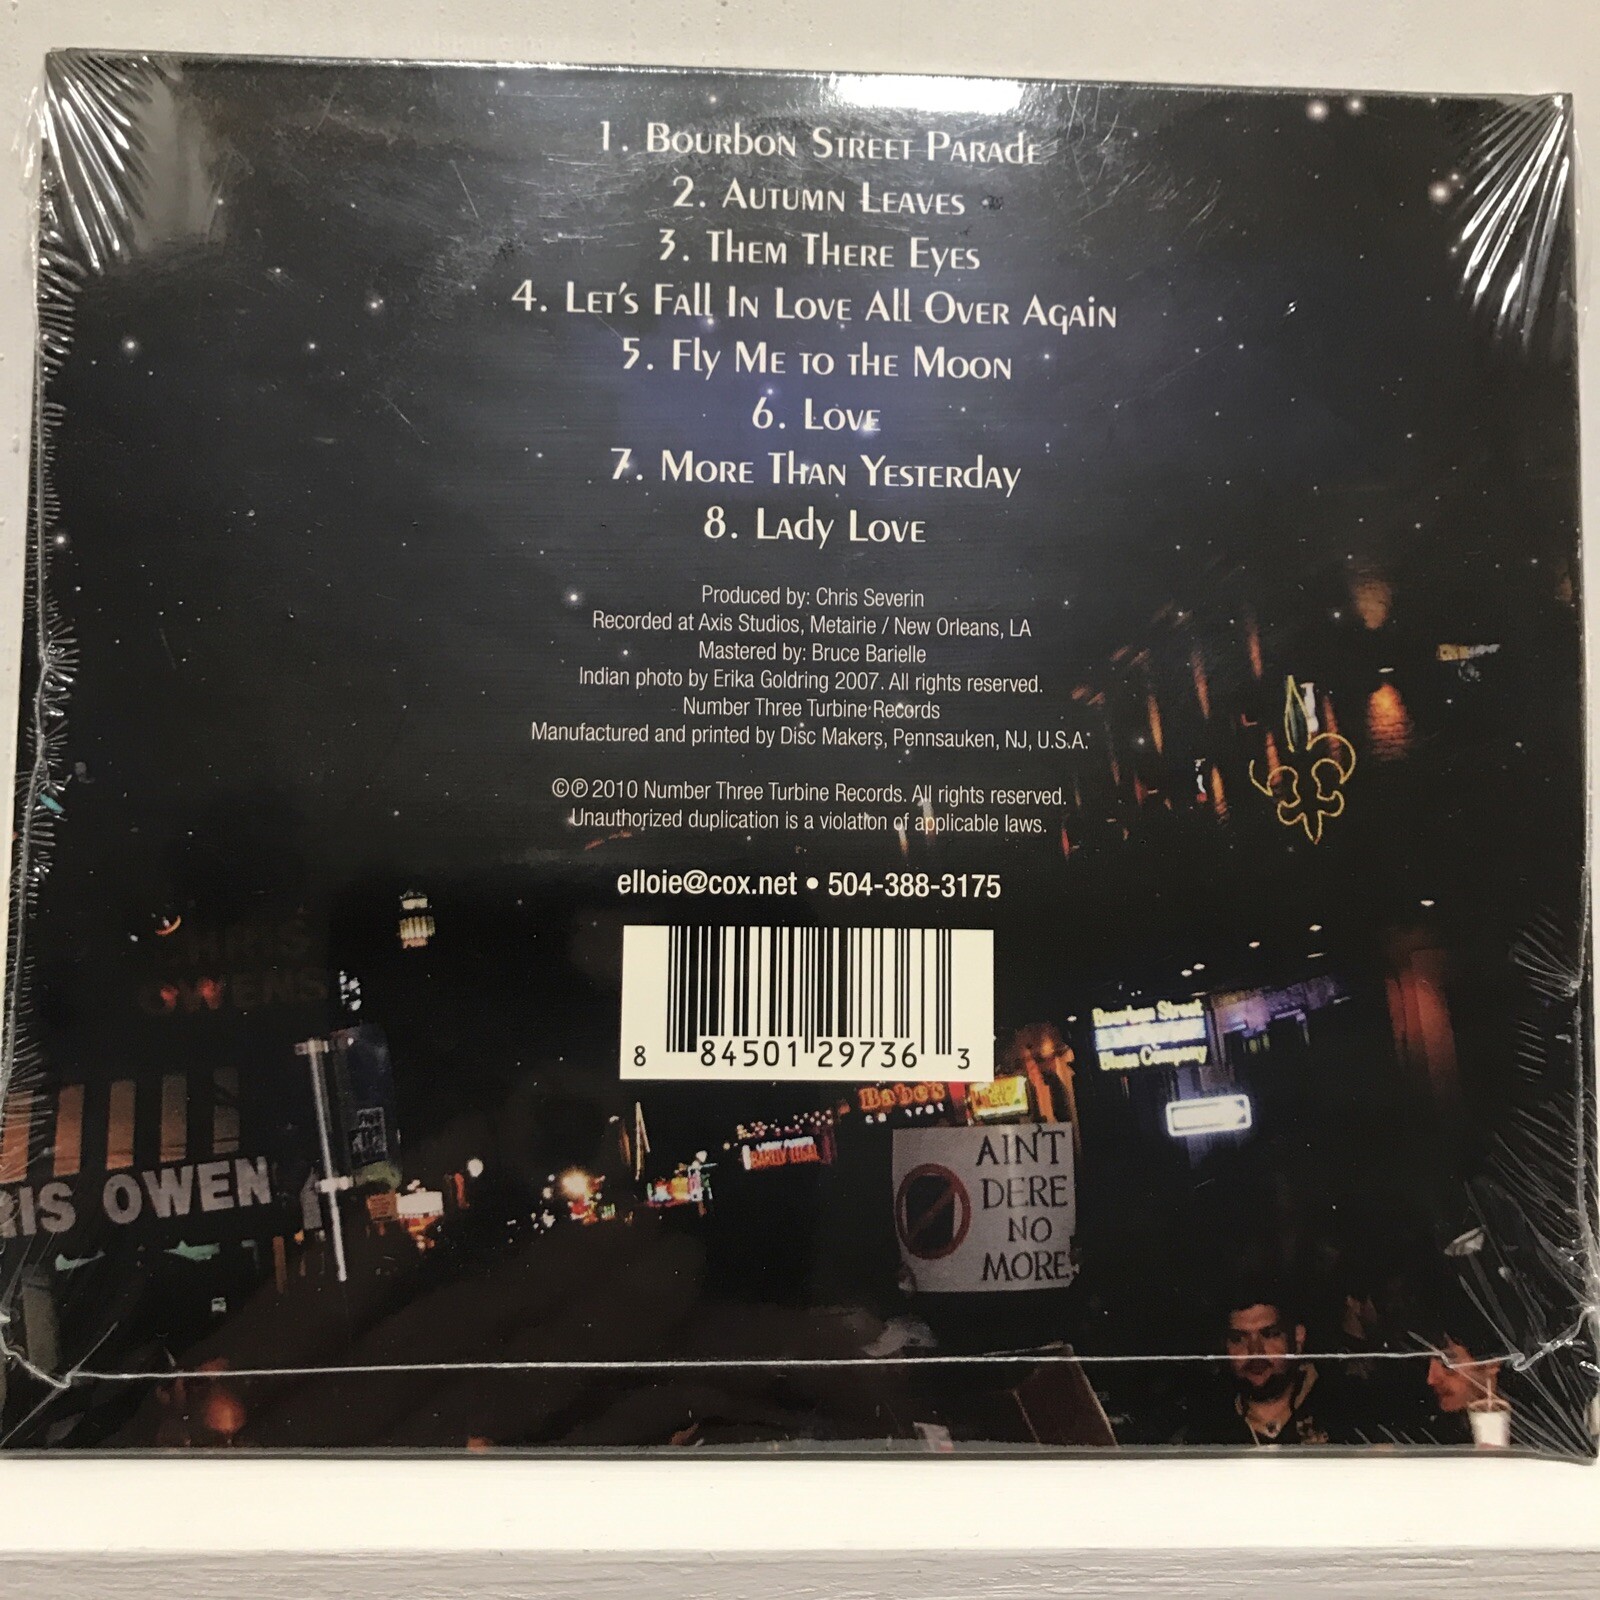 1. Bourbon Street Parade
2. Autumn Leaves
3. Them There Eyes
4. Let's Fall In Love All Over Again
5. Fly Me to the Moon
6. Love
7. More Than Yesterday
8. Lady Love
Produced by: Chris Severin
Recorded at Axis Studios, Metairie / New Orleans, LA
Mastered by: Bruce Barielle
Indian photo by Erika Goldring 2007. All rights reserved.
Number Three Turbine Records
Manufactured and printed by Disc Makers, Pennsauken, NJ, U.S.A.
©℗ 2010 Number Three Turbine Records. All rights reserved.
Unauthorized duplication is a violation of applicable laws.
elloie@cox.net • 504-388-3175
8 84501 29736 3
CHRIS
OWENS
RIS OWEN
Bourbon Street
Blues Company
Babe's
BARELY LEGAL
AIN'T
DERE
NO
MORE